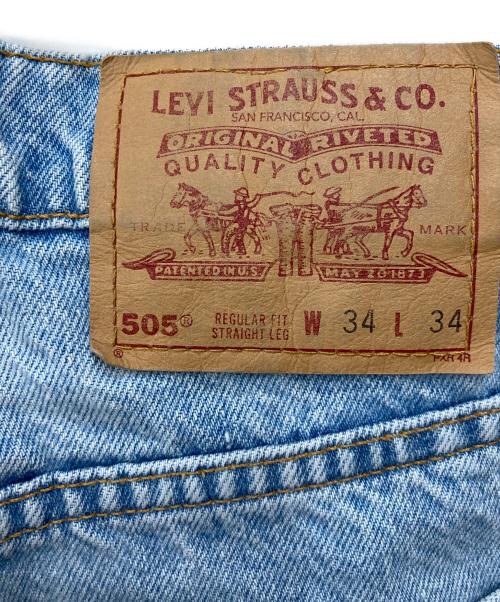 LEVI STRAUSS & CO.
SAN FRANCISCO, CAL.
ORIGINAL RIVETED
QUALITY CLOTHING
TRADE MARK
PATENTED IN U.S. MAY 20 1873
505® REGULAR FIT STRAIGHT LEG W 34 L 34
®